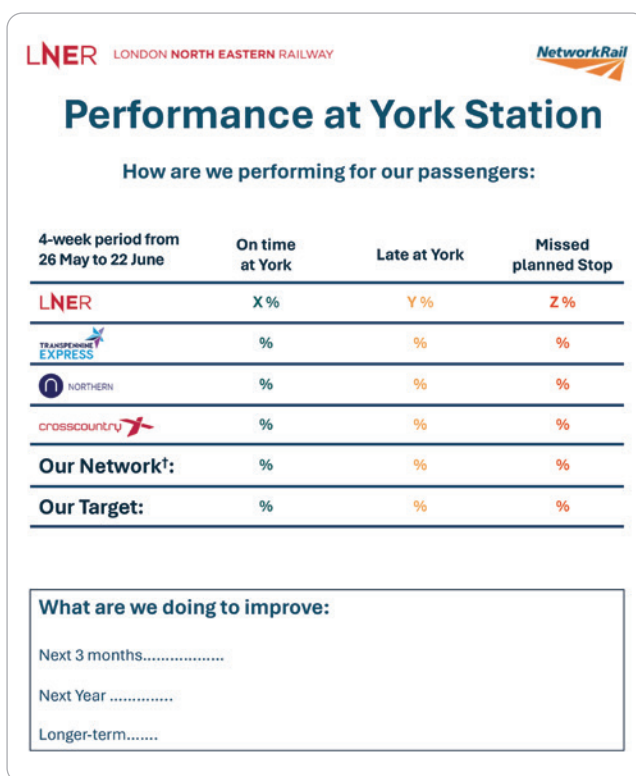 LNER LONDON NORTH EASTERN RAILWAY
NetworkRail
Performance at York Station
How are we performing for our passengers:
4-week period from
26 May to 22 June
On time
at York
Late at York
Missed
planned Stop
LNER X % Y % Z %
TRANSPENNINE
EXPRESS % % %
n NORTHERN % % %
crosscountry % % %
Our Network†: % % %
Our Target: % % %
What are we doing to improve:
Next 3 months...................
Next Year ..............
Longer-term.......